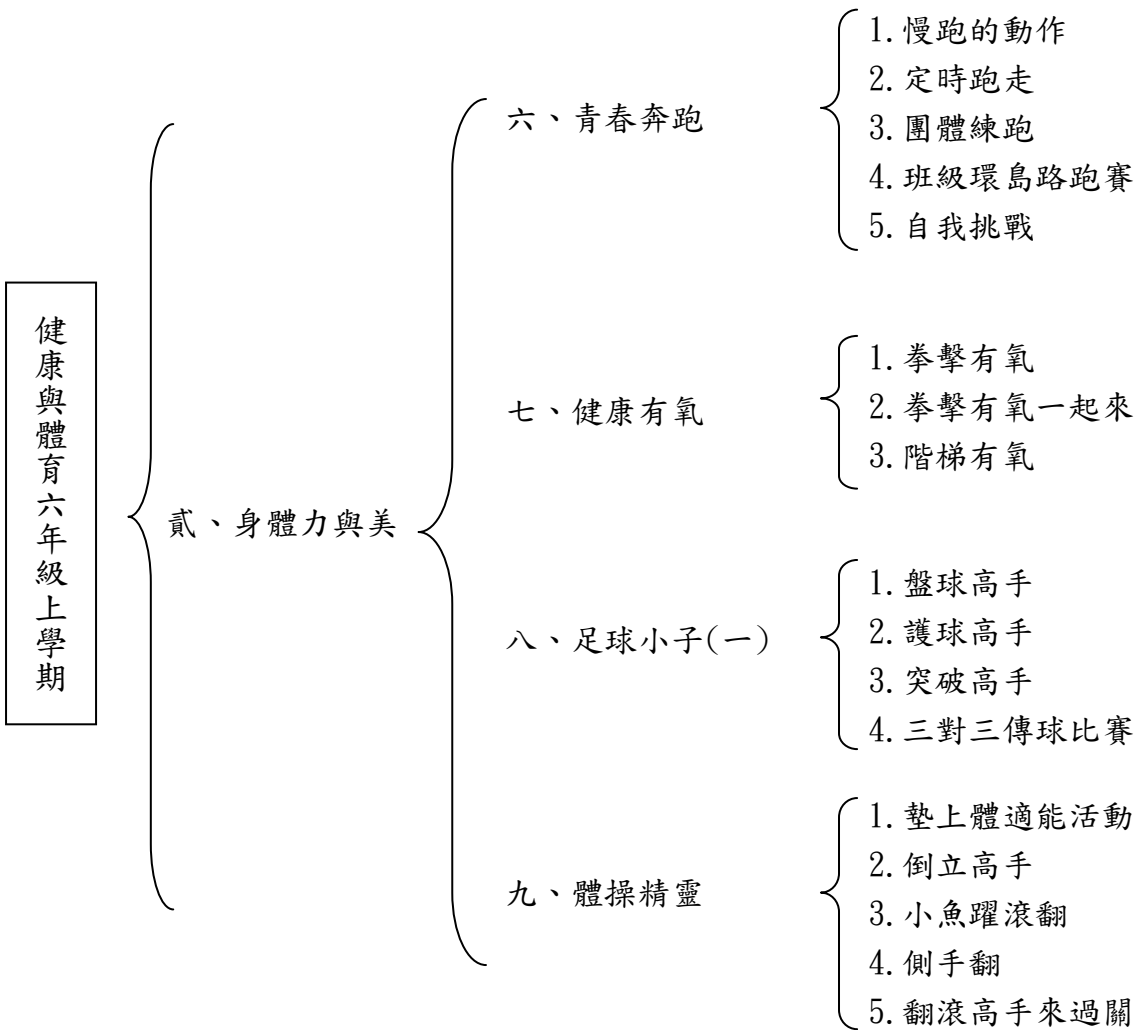 健康與體育六年級上學期
貳、身體力與美
六、青春奔跑
1.慢跑的動作
2.定時跑走
3.團體練跑
4.班級環島路跑賽
5.自我挑戰
七、健康有氧
1.拳擊有氧
2.拳擊有氧一起來
3.階梯有氧
八、足球小子(一)
1.盤球高手
2.護球高手
3.突破高手
4.三對三傳球比賽
九、體操精靈
1.墊上體適能活動
2.倒立高手
3.小魚躍滾翻
4.側手翻
5.翻滾高手來過關